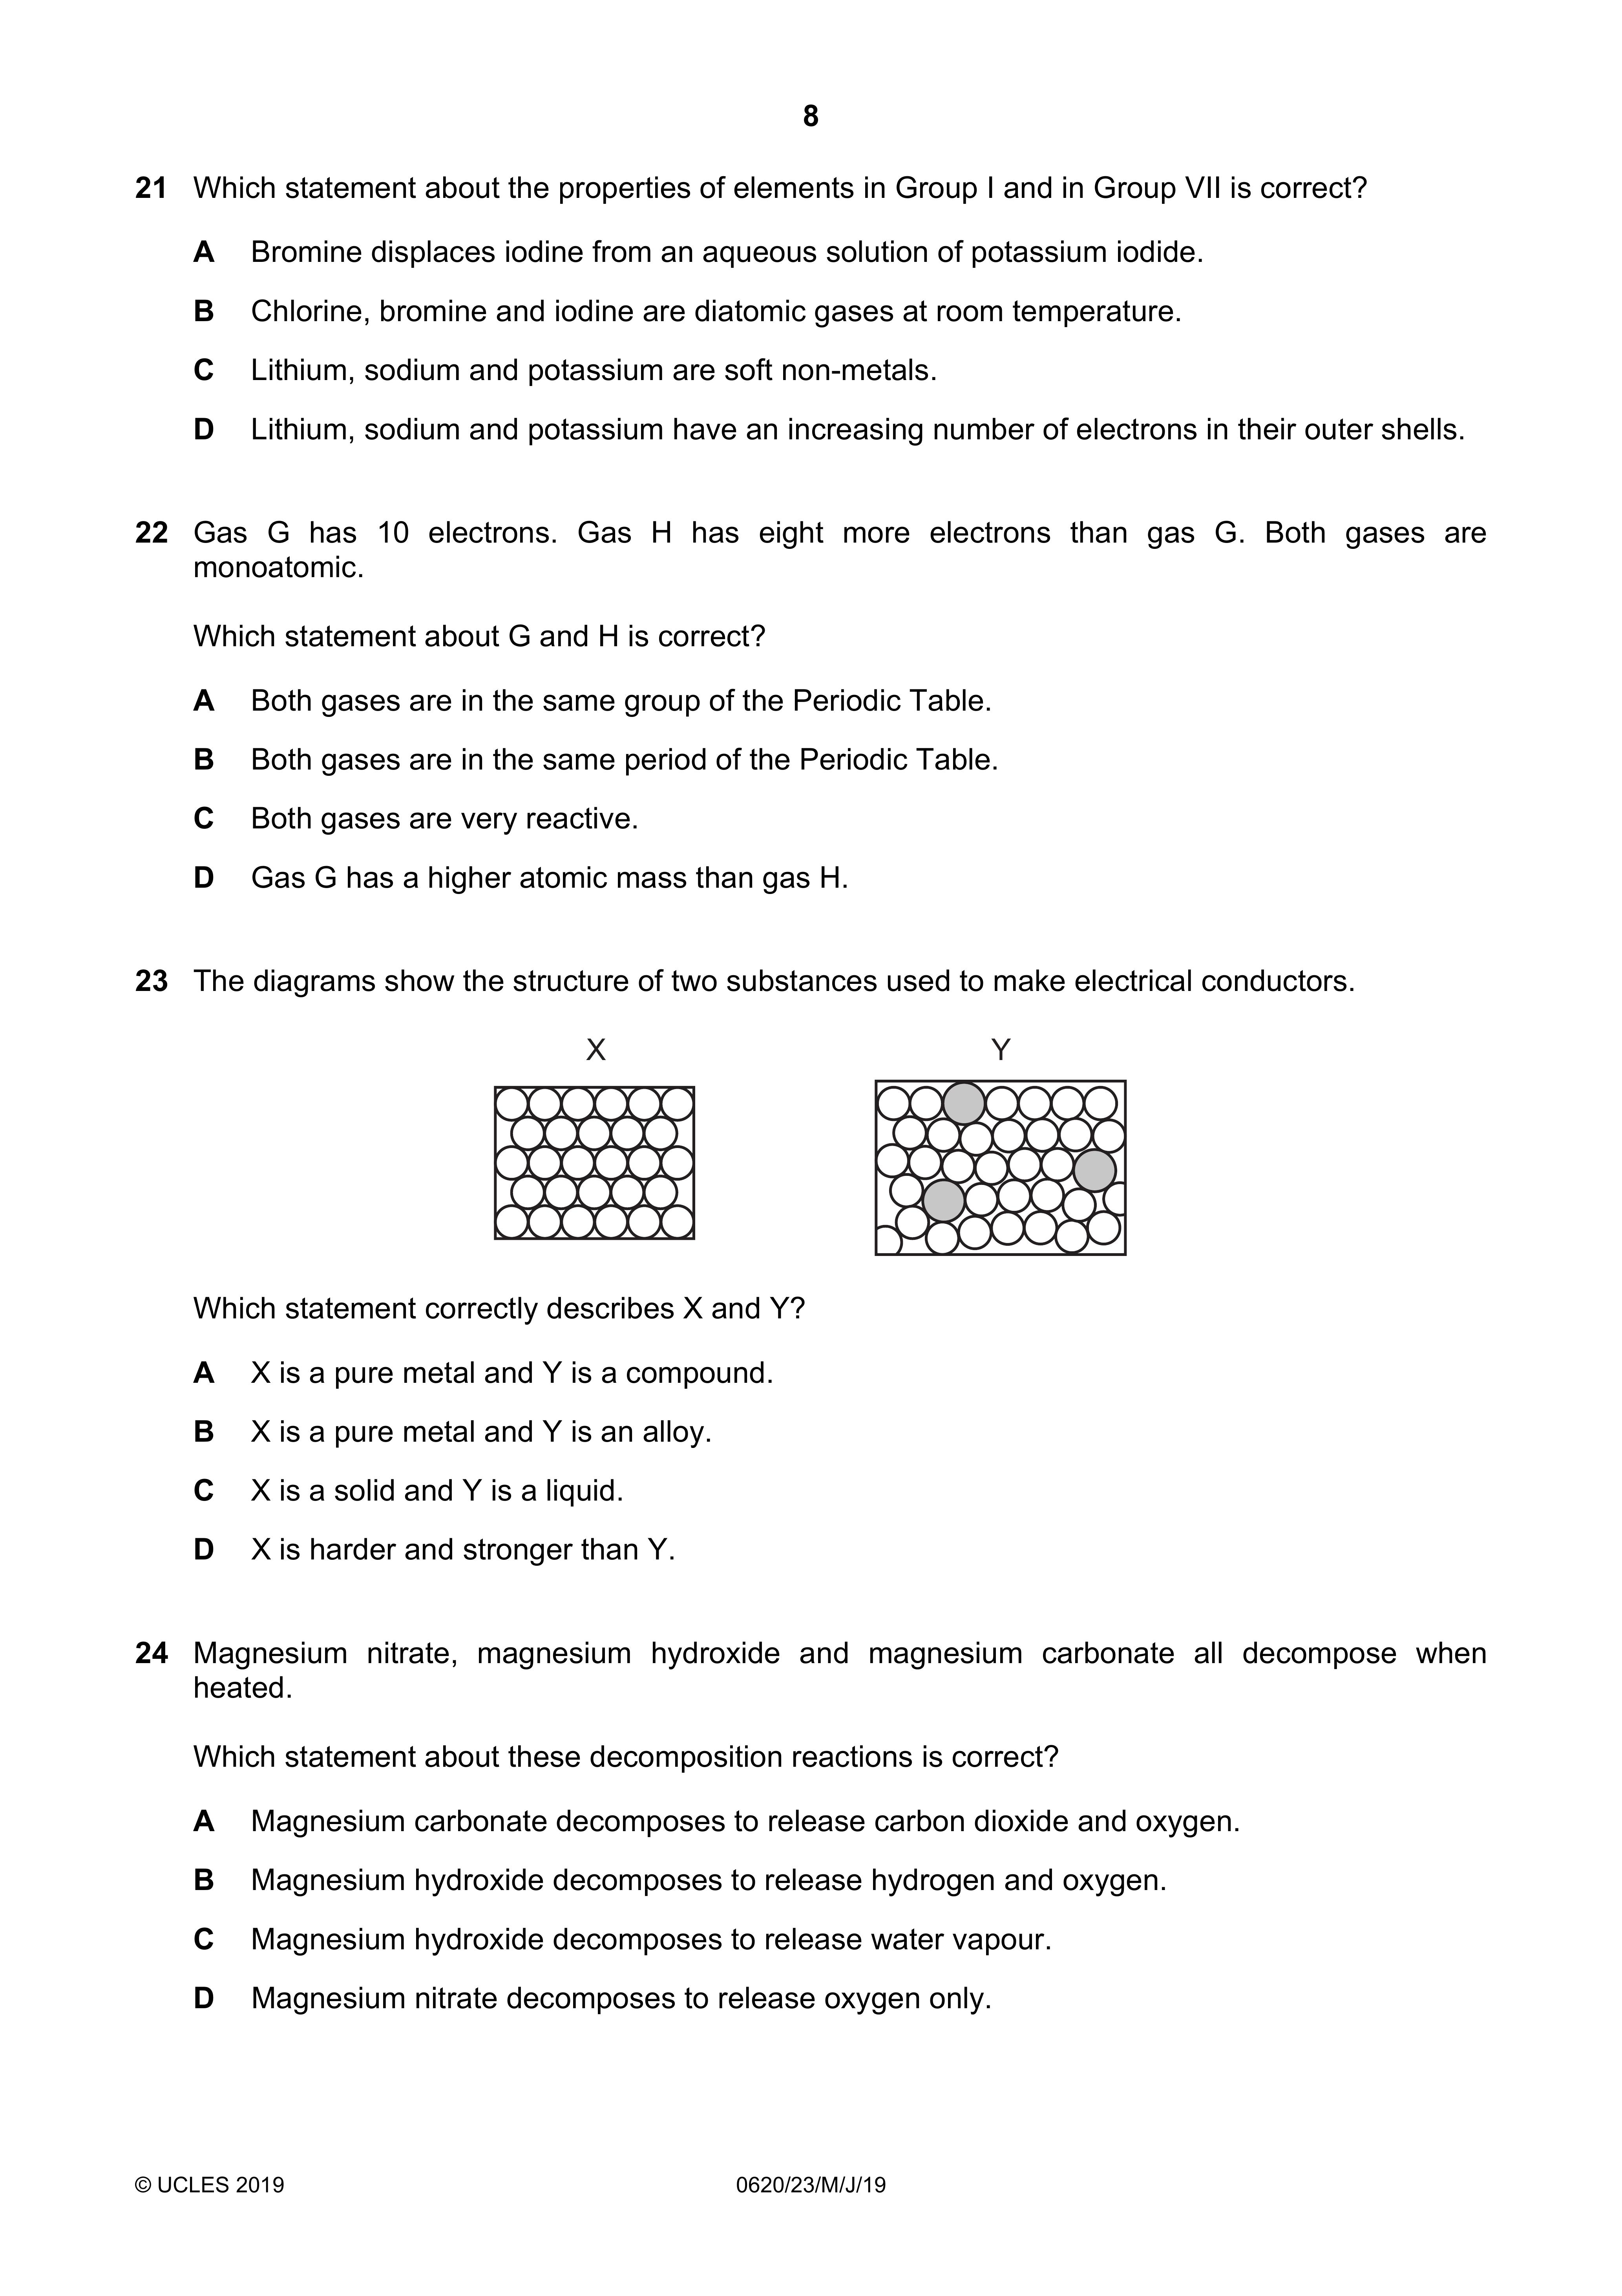 8
21 Which statement about the properties of elements in Group I and in Group VII is correct?
A Bromine displaces iodine from an aqueous solution of potassium iodide.
B Chlorine, bromine and iodine are diatomic gases at room temperature.
C Lithium, sodium and potassium are soft non-metals.
D Lithium, sodium and potassium have an increasing number of electrons in their outer shells.
22 Gas G has 10 electrons. Gas H has eight more electrons than gas G. Both gases are
monoatomic.
Which statement about G and H is correct?
A Both gases are in the same group of the Periodic Table.
B Both gases are in the same period of the Periodic Table.
C Both gases are very reactive.
D Gas G has a higher atomic mass than gas H.
23 The diagrams show the structure of two substances used to make electrical conductors.
X Y
Which statement correctly describes X and Y?
A X is a pure metal and Y is a compound.
B X is a pure metal and Y is an alloy.
C X is a solid and Y is a liquid.
D X is harder and stronger than Y.
24 Magnesium nitrate, magnesium hydroxide and magnesium carbonate all decompose when
heated.
Which statement about these decomposition reactions is correct?
A Magnesium carbonate decomposes to release carbon dioxide and oxygen.
B Magnesium hydroxide decomposes to release hydrogen and oxygen.
C Magnesium hydroxide decomposes to release water vapour.
D Magnesium nitrate decomposes to release oxygen only.
© UCLES 2019 0620/23/M/J/19